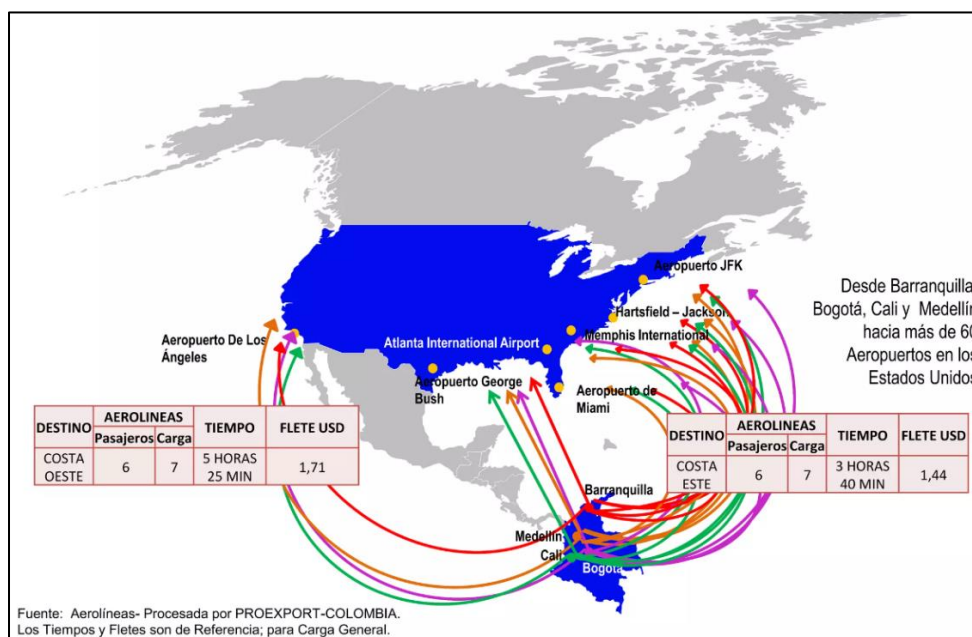 Aeropuerto JFK
Desde Barranquilla,
Bogotá, Cali y Medellín
hacia más de 60
Aeropuertos en los
Estados Unidos
Hartsfield – Jackson
Memphis International
Aeropuerto De Los
Ángeles
Atlanta International Airport
Aeropuerto George
Bush
Aeropuerto de
Miami
DESTINO AEROLINEAS TIEMPO FLETE USD
Pasajeros Carga
COSTA OESTE 6 7 5 HORAS 25 MIN 1,71
DESTINO AEROLINEAS TIEMPO FLETE USD
Pasajeros Carga
COSTA ESTE 6 7 3 HORAS 40 MIN 1,44
Barranquilla
Medellín
Cali
Bogotá
Fuente: Aerolíneas- Procesada por PROEXPORT-COLOMBIA.
Los Tiempos y Fletes son de Referencia; para Carga General.